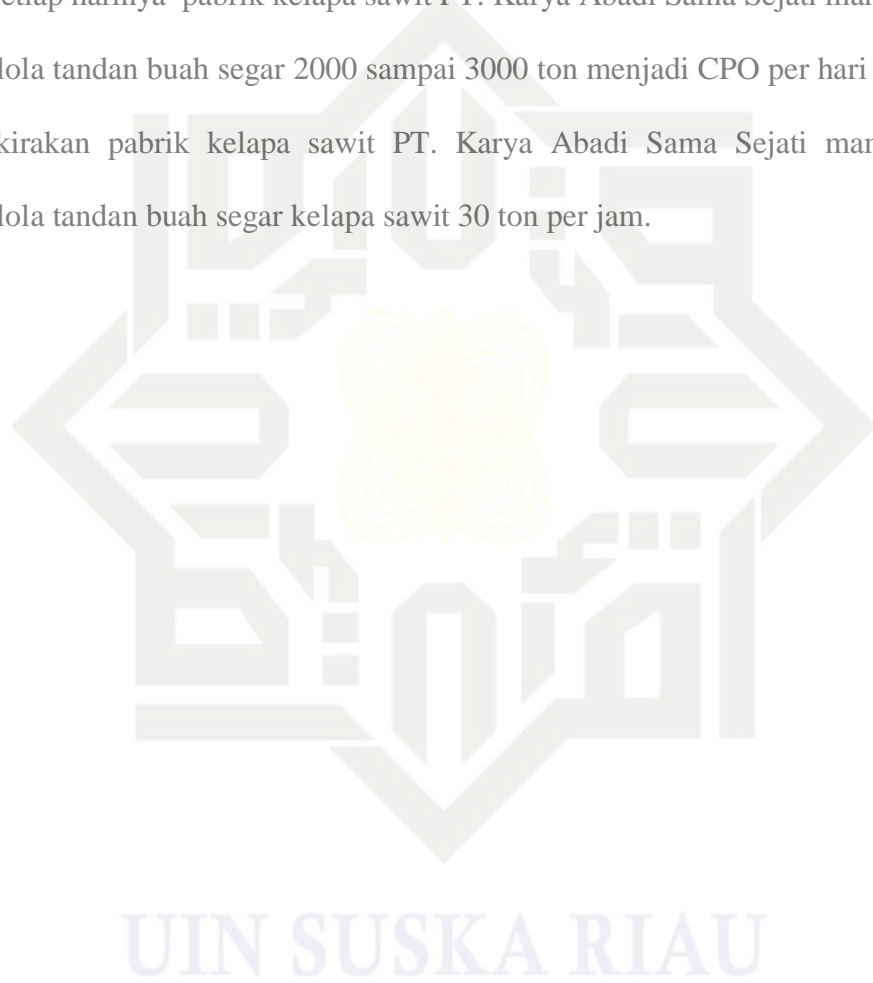 etiap harinya pabrik kelapa sawit PT. Karya Abadi Sama Sejati
lola tandan buah segar 2000 sampai 3000 ton menjadi CPO per hari
kirakan pabrik kelapa sawit PT. Karya Abadi Sama Sejati
lola tandan buah segar kelapa sawit 30 ton per jam.
UIN SUSKA RIAU